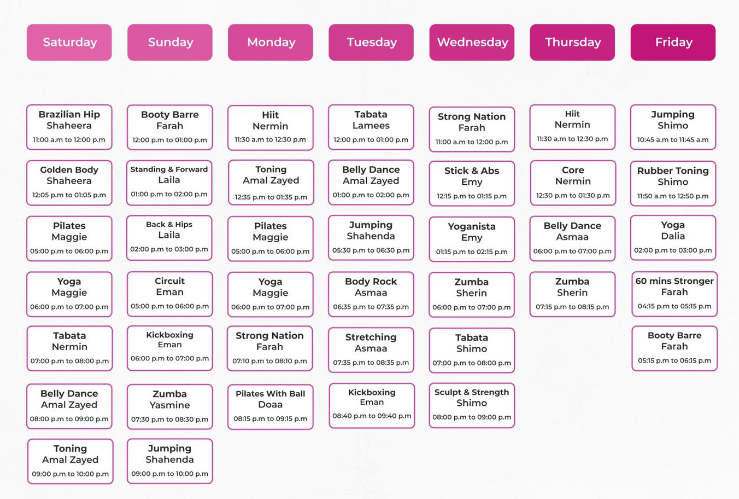 Saturday
Sunday
Monday
Tuesday
Wednesday
Thursday
Friday
Brazilian Hip
Shaheera
11:00 a.m to 12:00 p.m
Booty Barre
Farah
12:00 p.m to 01:00 p.m
Hiit
Nermin
11:30 a.m to 12:30 p.m
Tabata
Lamees
12:00 p.m to 01:00 p.m
Strong Nation
Farah
11:00 a.m to 12:00 p.m
Hiit
Nermin
11:30 a.m to 12:30 p.m
Jumping
Shimo
10:45 a.m to 11:45 a.m
Golden Body
Shaheera
12:05 p.m to 01:05 p.m
Standing & Forward
Laila
01:00 p.m to 02:00 p.m
Toning
Amal Zayed
12:35 p.m to 01:35 p.m
Belly Dance
Amal Zayed
01:00 p.m to 02:00 p.m
Stick & Abs
Emy
12:15 p.m to 01:15 p.m
Core
Nermin
12:30 p.m to 01:30 p.m
Rubber Toning
Shimo
11:50 a.m to 12:50 p.m
Pilates
Maggie
05:00 p.m to 06:00 p.m
Back & Hips
Laila
02:00 p.m to 03:00 p.m
Pilates
Maggie
05:00 p.m to 06:00 p.m
Jumping
Shahenda
05:30 p.m to 06:30 p.m
Yoganista
Emy
01:15 p.m to 02:15 p.m
Belly Dance
Asmaa
06:00 p.m to 07:00 p.m
Yoga
Dalia
02:00 p.m to 03:00 p.m
Yoga
Maggie
06:00 p.m to 07:00 p.m
Circuit
Eman
05:00 p.m to 06:00 p.m
Yoga
Maggie
06:00 p.m to 07:00 p.m
Body Rock
Asmaa
06:35 p.m to 07:35 p.m
Zumba
Sherin
06:00 p.m to 07:00 p.m
Zumba
Sherin
07:15 p.m to 08:15 p.m
60 mins Stronger
Farah
04:15 p.m to 05:15 p.m
Tabata
Nermin
07:00 p.m to 08:00 p.m
Kickboxing
Eman
06:00 p.m to 07:00 p.m
Strong Nation
Farah
07:10 p.m to 08:10 p.m
Stretching
Asmaa
07:35 p.m to 08:35 p.m
Tabata
Shimo
07:00 p.m to 08:00 p.m
Booty Barre
Farah
05:15 p.m to 06:15 p.m
Belly Dance
Amal Zayed
08:00 p.m to 09:00 p.m
Zumba
Yasmine
07:30 p.m to 08:30 p.m
Pilates With Ball
Doaa
08:15 p.m to 09:15 p.m
Kickboxing
Eman
08:40 p.m to 09:40 p.m
Sculpt & Strength
Shimo
08:00 p.m to 09:00 p.m
Toning
Amal Zayed
09:00 p.m to 10:00 p.m
Jumping
Shahenda
09:00 p.m to 10:00 p.m